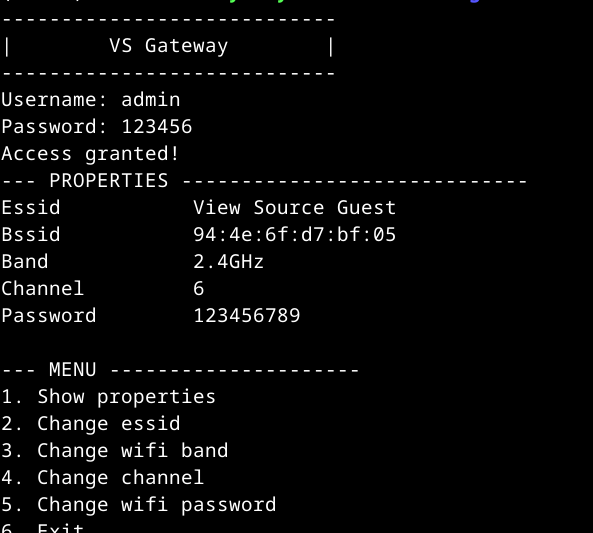 ----------------------------
|        VS Gateway        |
----------------------------
Username: admin
Password: 123456
Access granted!
--- PROPERTIES -----------------------------
Essid           View Source Guest
Bssid           94:4e:6f:d7:bf:05
Band            2.4GHz
Channel         6
Password        123456789
--- MENU ---------------------
1. Show properties
2. Change essid
3. Change wifi band
4. Change channel
5. Change wifi password
6. Exit